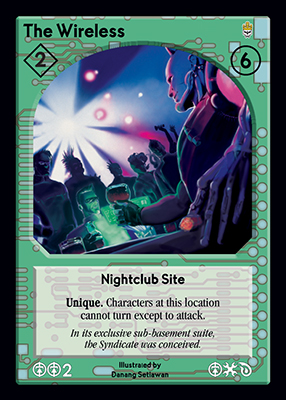 The Wireless
2
6
Nightclub Site
Unique. Characters at this location
cannot turn except to attack.
In its exclusive sub-basement suite,
the Syndicate was conceived.
2
Illustrated by
Danang Setiawan